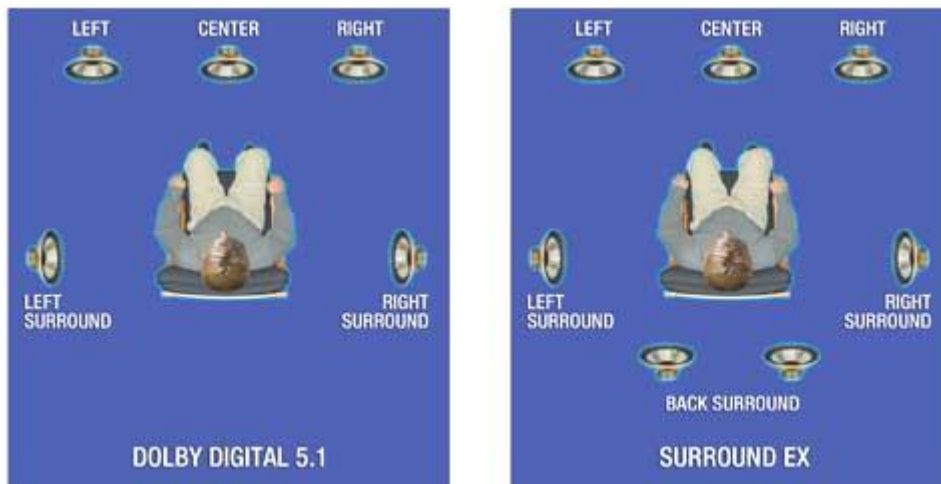 LEFT
CENTER
RIGHT
LEFT
SURROUND
RIGHT
SURROUND
DOLBY DIGITAL 5.1
LEFT
CENTER
RIGHT
LEFT
SURROUND
RIGHT
SURROUND
BACK SURROUND
SURROUND EX